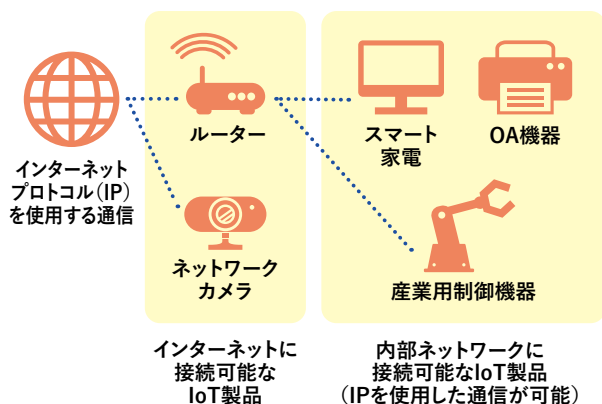 インターネット
プロトコル（IP）
を使用する通信
ルーター
ネットワーク
カメラ
インターネットに
接続可能な
IoT製品
スマート
家電
OA機器
産業用制御機器
内部ネットワークに
接続可能なIoT製品
（IPを使用した通信が可能）